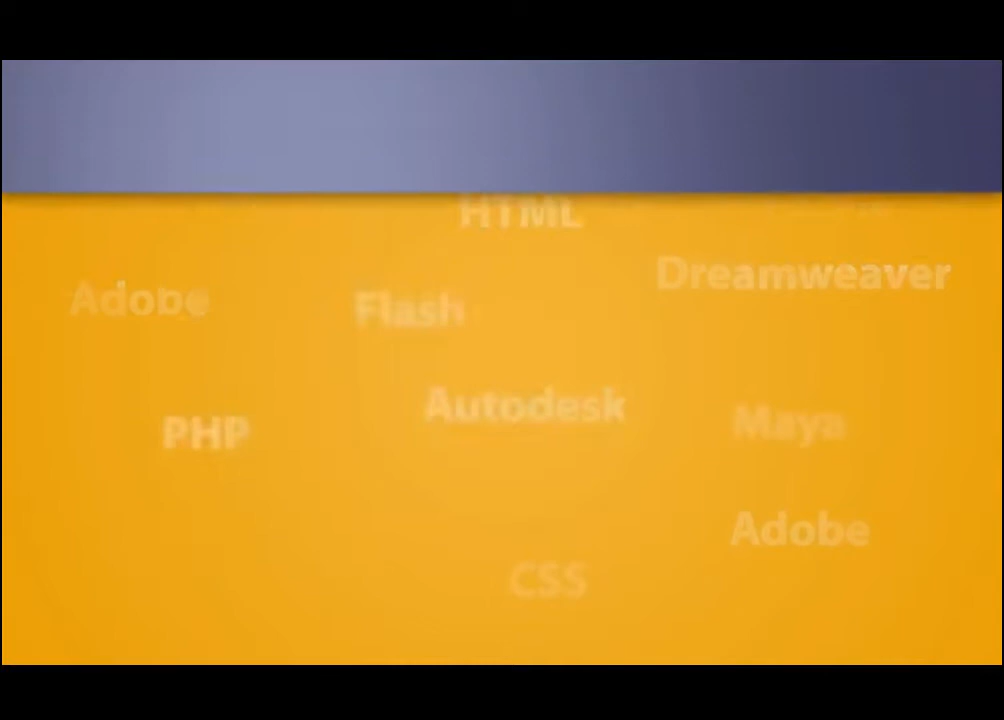 HTML
Dreamweaver
Adobe
Flash
Autodesk
Maya
PHP
Adobe
CSS